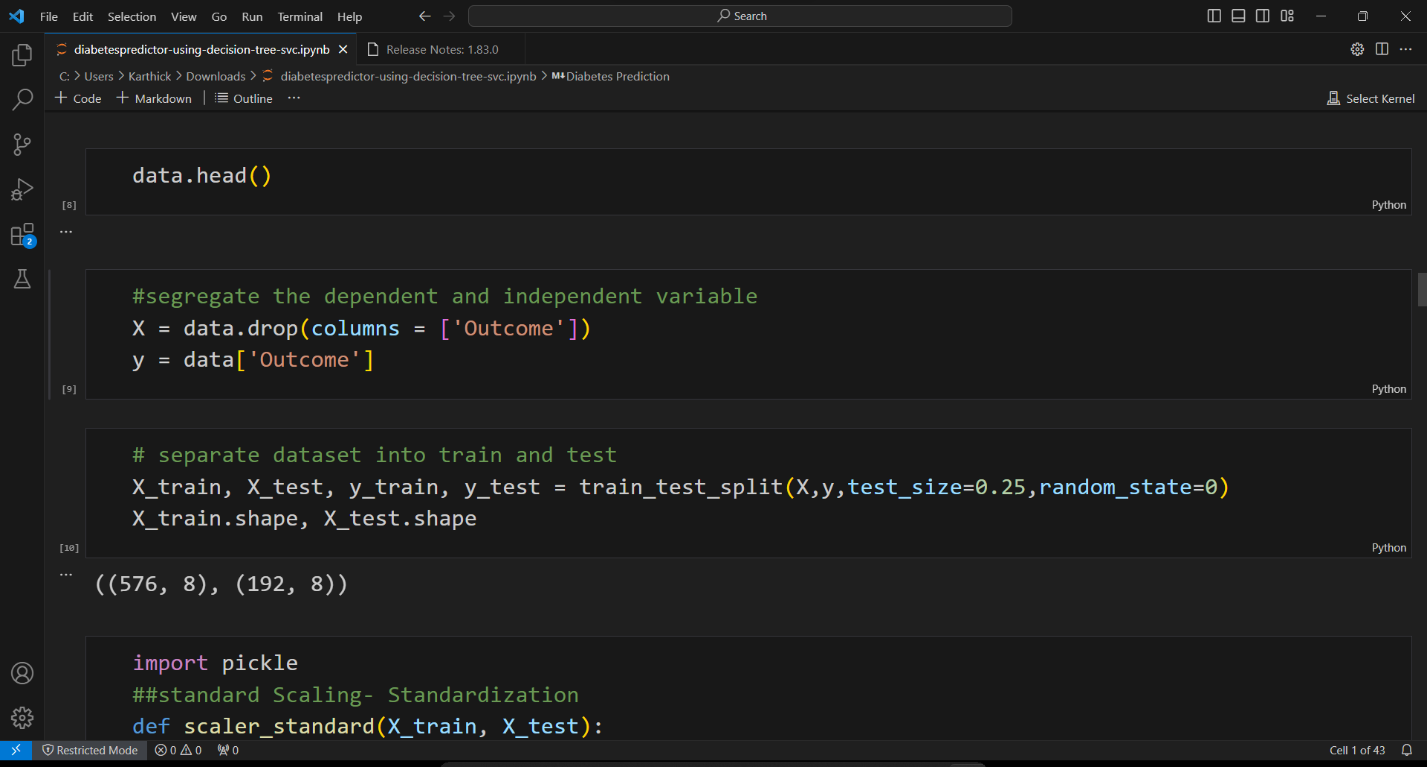 File Edit Selection View Go Run Terminal Help
Search
diabetespredictor-using-decision-tree-svc.ipynb
Release Notes: 1.83.0
C: > Users > Karthick > Downloads > diabetespredictor-using-decision-tree-svc.ipynb > M↓Diabetes Prediction
+ Code + Markdown | Outline ...
Select Kernel
data.head()
[8]
Python
...
#segregate the dependent and independent variable
X = data.drop(columns = ['Outcome'])
y = data['Outcome']
[9]
Python
# separate dataset into train and test
X_train, X_test, y_train, y_test = train_test_split(X,y,test_size=0.25,random_state=0)
X_train.shape, X_test.shape
[10]
Python
...
((576, 8), (192, 8))
import pickle
##standard Scaling- Standardization
def scaler_standard(X_train, X_test):
2
Restricted Mode 0 0 0
Cell 1 of 43